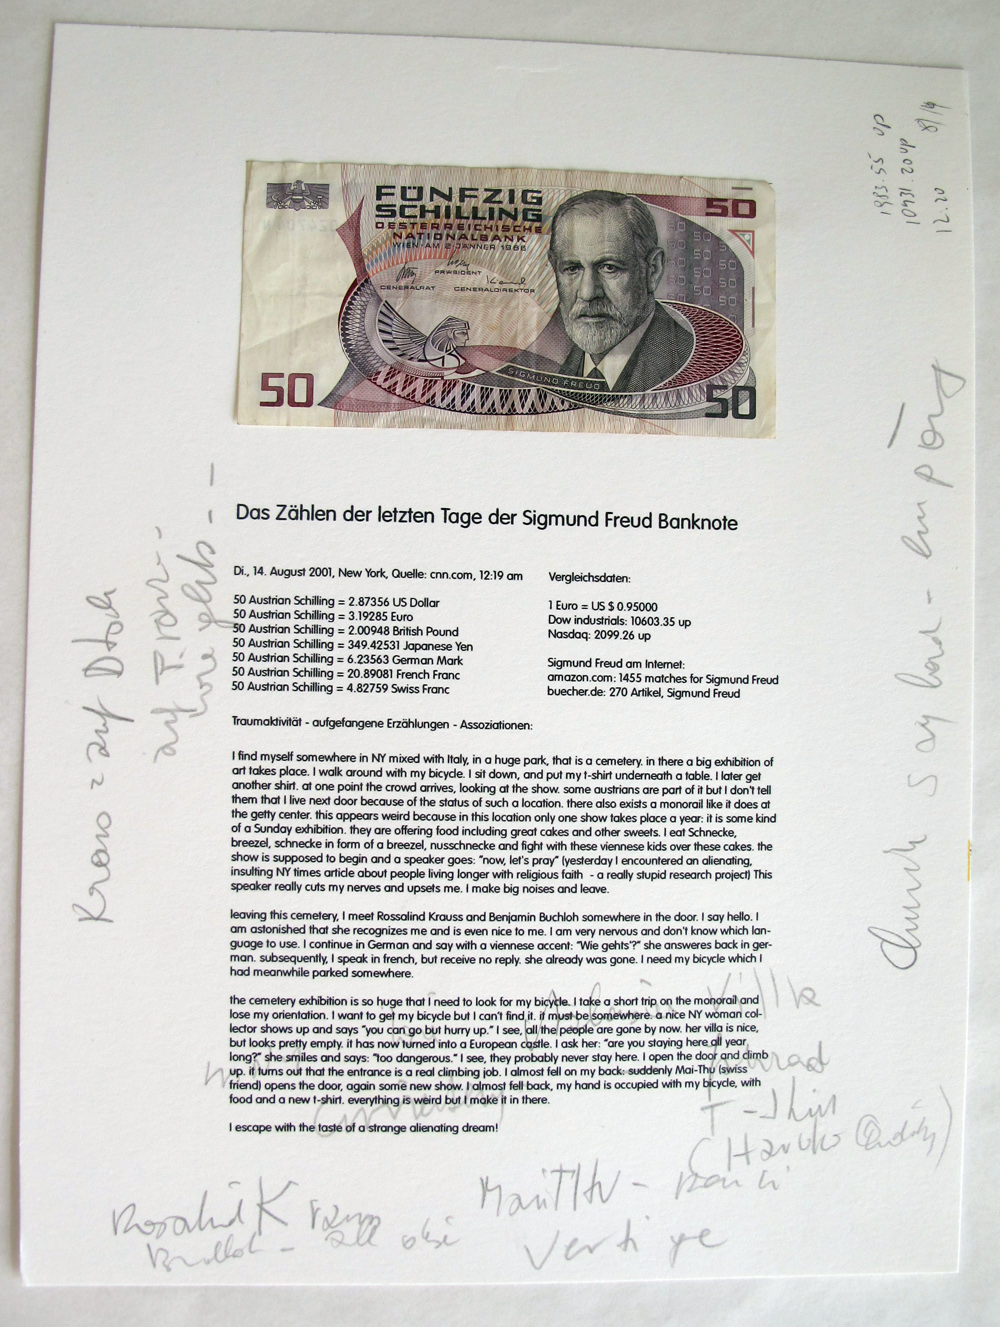 1893.55 up
10431.20 up
12.20 8/14
FÜNFZIG
SCHILLING
OESTERREICHISCHE
NATIONALBANK
WIEN·AM 2·JÄNNER 1986
PRÄSIDENT
GENERALRAT
GENERALDIREKTOR
SIGMUND·FREUD
50
50
50
Das Zählen der letzten Tage der Sigmund Freud Banknote
Di., 14. August 2001, New York, Quelle: cnn.com, 12:19 am
50 Austrian Schilling = 2.87356 US Dollar
50 Austrian Schilling = 3.19285 Euro
50 Austrian Schilling = 2.00948 British Pound
50 Austrian Schilling = 349.42531 Japanese Yen
50 Austrian Schilling = 6.23563 German Mark
50 Austrian Schilling = 20.89081 French Franc
50 Austrian Schilling = 4.82759 Swiss Franc
Vergleichsdaten:
1 Euro = US $ 0.95000
Dow industrials: 10603.35 up
Nasdaq: 2099.26 up
Sigmund Freud am Internet:
amazon.com: 1455 matches for Sigmund Freud
buecher.de: 270 Artikel, Sigmund Freud
Traumaktivität - aufgefangene Erzählungen - Assoziationen:
I find myself somewhere in NY mixed with Italy, in a huge park, that is a cemetery. in there a big exhibition of
art takes place. I walk around with my bicycle. I sit down, and put my t-shirt underneath a table. I later get
another shirt. at one point the crowd arrives, looking at the show. some austrians are part of it but I don't tell
them that I live next door because of the status of such a location. there also exists a monorail like it does at
the getty center. this appears weird because in this location only one show takes place a year: it is some kind
of a Sunday exhibition. they are offering food including great cakes and other sweets. I eat Schnecke,
breezel, schnecke in form of a breezel, nusschnecke and fight with these viennese kids over these cakes. the
show is supposed to begin and a speaker goes: "now, let's pray" (yesterday I encountered an alienating,
insulting NY times article about people living longer with religious faith - a really stupid research project) This
speaker really cuts my nerves and upsets me. I make big noises and leave.
leaving this cemetery, I meet Rossalind Krauss and Benjamin Buchloh somewhere in the door. I say hello. I
am astonished that she recognizes me and is even nice to me. I am very nervous and don't know which lan-
guage to use. I continue in German and say with a viennese accent: "Wie gehts'?" she answeres back in ger-
man. subsequently, I speak in french, but receive no reply. she already was gone. I need my bicycle which I
had meanwhile parked somewhere.
the cemetery exhibition is so huge that I need to look for my bicycle. I take a short trip on the monorail and
lose my orientation. I want to get my bicycle but I can't find it. it must be somewhere. a nice NY woman col-
lector shows up and says "you can go but hurry up." I see, all the people are gone by now. her villa is nice,
but looks pretty empty. it has now turned into a European castle. I ask her: "are you staying here all year
long?" she smiles and says: "too dangerous." I see, they probably never stay here. I open the door and climb
up. it turns out that the entrance is a real climbing job. I almost fell on my back: suddenly Mai-Thu (swiss
friend) opens the door, again some new show. I almost fell back, my hand is occupied with my bicycle, with
food and a new t-shirt. everything is weird but I make it in there.
I escape with the taste of a strange alienating dream!
T-Shirt
Rosalind K
Vertige